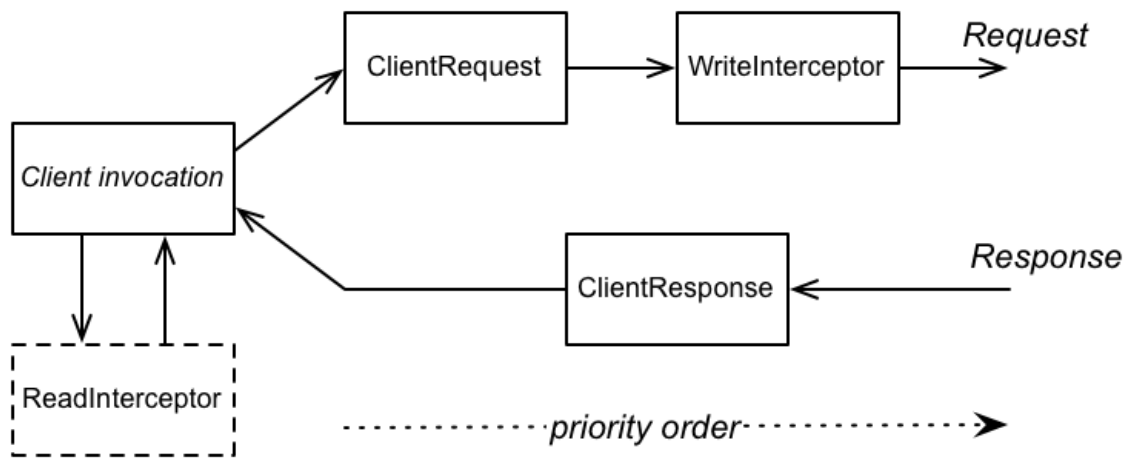 Request
ClientRequest
WriteInterceptor
Client invocation
Response
ClientResponse
ReadInterceptor
priority order